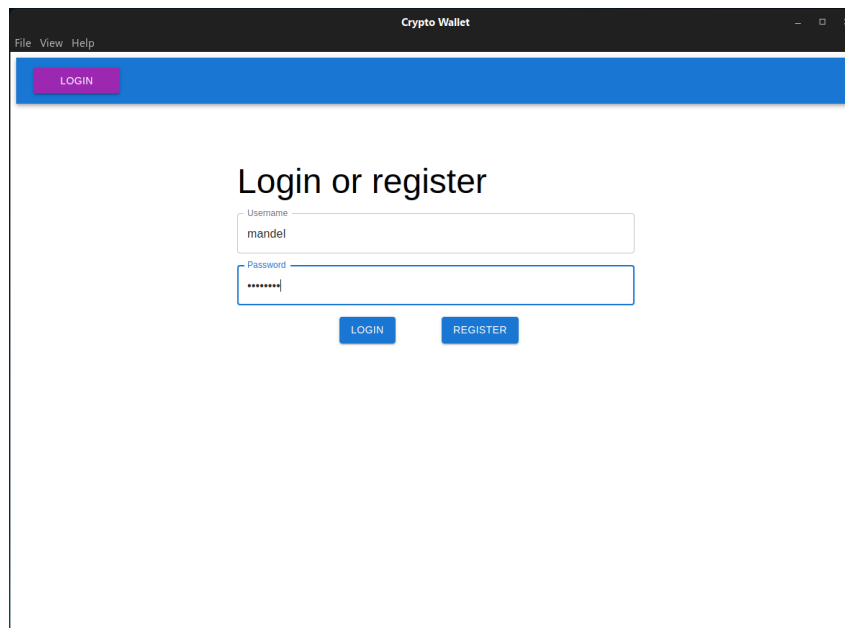 Crypto Wallet
File View Help
LOGIN
Login or register
Username
mandel
Password
••••••••
LOGIN REGISTER